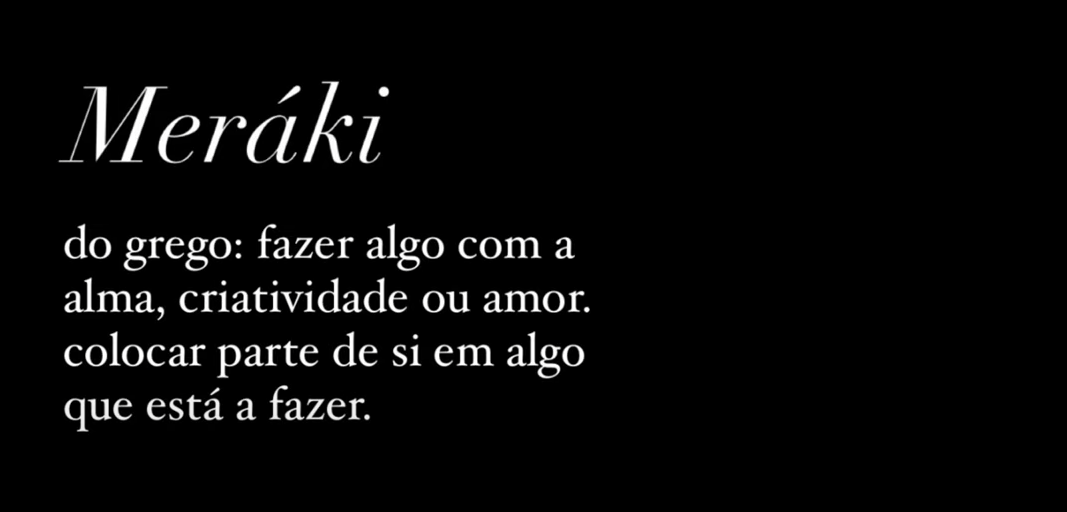 Meráki
do grego: fazer algo com a
alma, criatividade ou amor.
colocar parte de si em algo
que está a fazer.